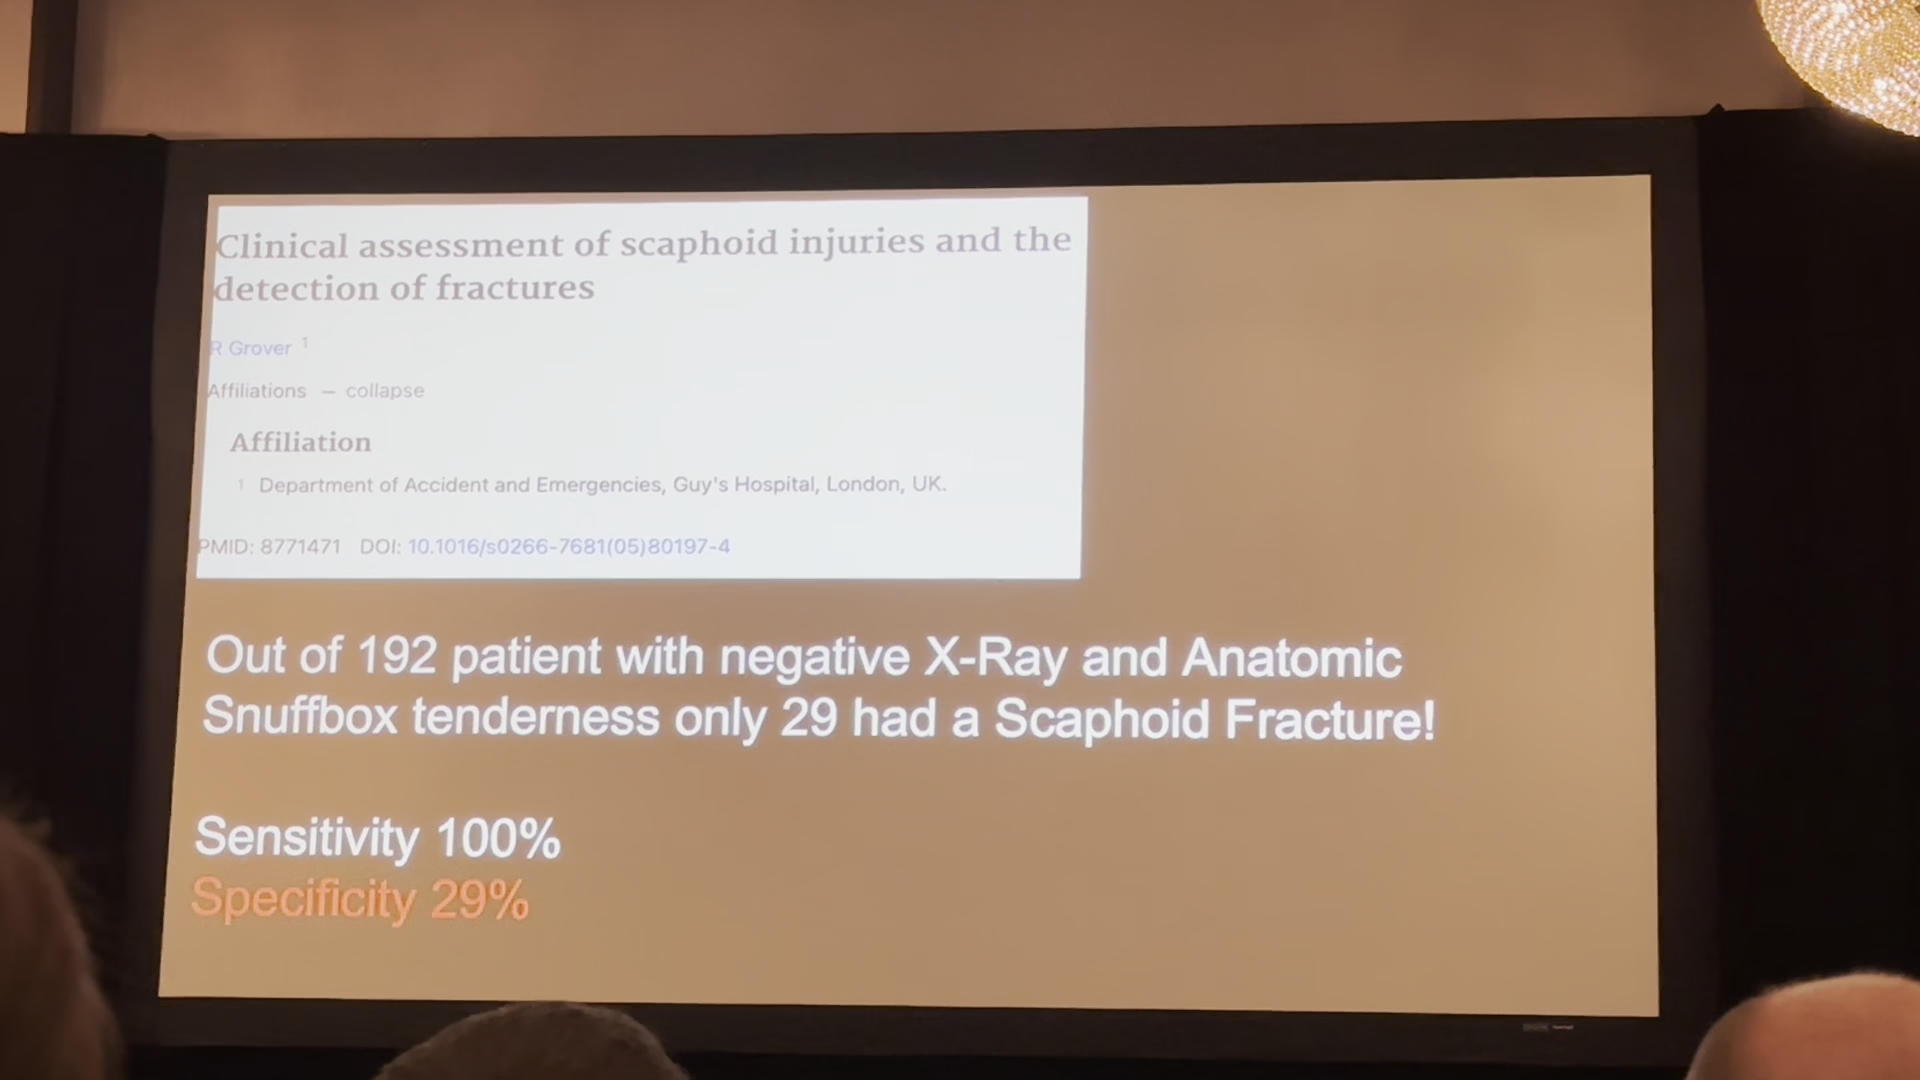 Clinical assessment of scaphoid injuries and the
detection of fractures
R Grover 1
Affiliations – collapse
Affiliation
1 Department of Accident and Emergencies, Guy's Hospital, London, UK.
PMID: 8771471 DOI: 10.1016/s0266-7681(05)80197-4
Out of 192 patient with negative X-Ray and Anatomic
Snuffbox tenderness only 29 had a Scaphoid Fracture!
Sensitivity 100%
Specificity 29%